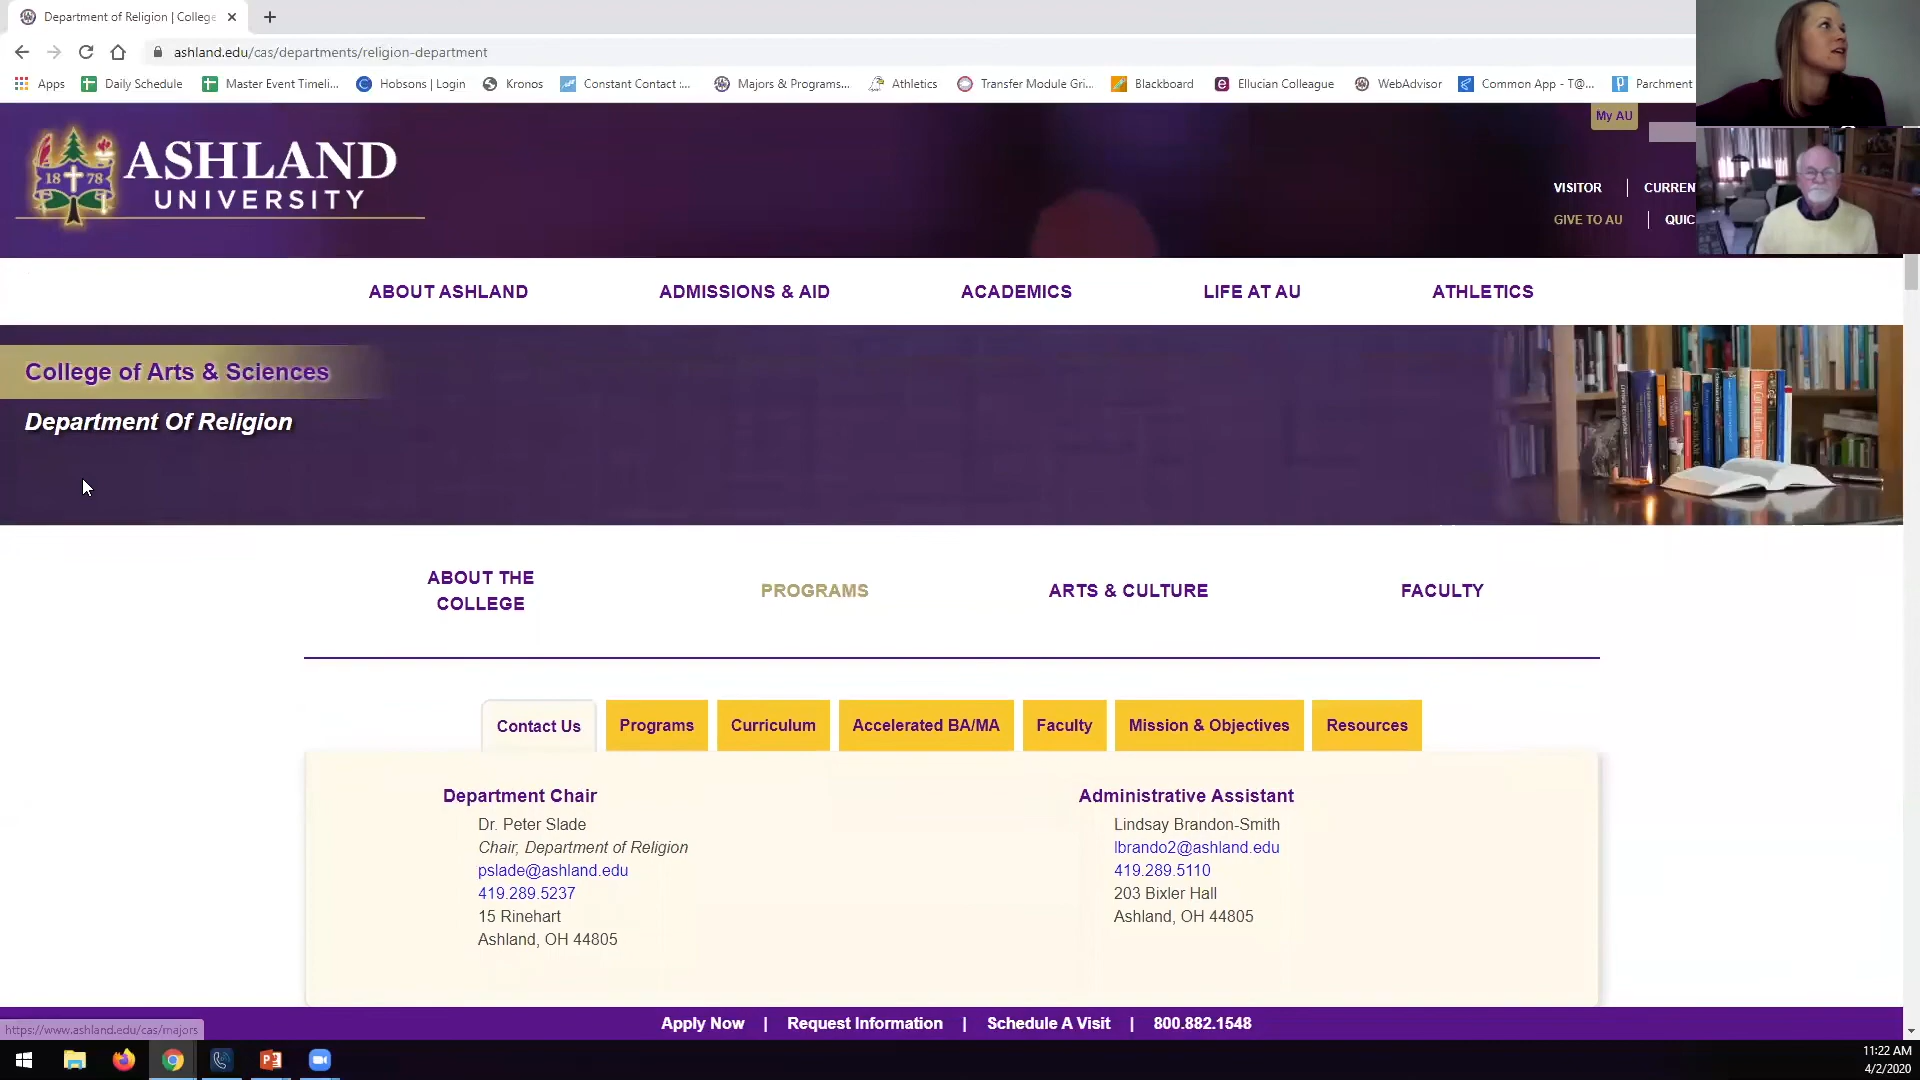 Department of Religion | College
ashland.edu/cas/departments/religion-department
Apps Daily Schedule Master Event Timeli... Hobsons | Login Kronos Constant Contact :... Majors & Programs... Athletics Transfer Module Gri... Blackboard Ellucian Colleague WebAdvisor Common App - T@... Parchment
My AU
18 78
ASHLAND
UNIVERSITY
VISITOR | CURREN
GIVE TO AU | QUIC
ABOUT ASHLAND ADMISSIONS & AID ACADEMICS LIFE AT AU ATHLETICS
College of Arts & Sciences
Department Of Religion
ABOUT THE
COLLEGE
PROGRAMS ARTS & CULTURE FACULTY
Contact Us Programs Curriculum Accelerated BA/MA Faculty Mission & Objectives Resources
Department Chair
Dr. Peter Slade
Chair, Department of Religion
pslade@ashland.edu
419.289.5237
15 Rinehart
Ashland, OH 44805
Administrative Assistant
Lindsay Brandon-Smith
lbrando2@ashland.edu
419.289.5110
203 Bixler Hall
Ashland, OH 44805
Apply Now | Request Information | Schedule A Visit | 800.882.1548
https://www.ashland.edu/cas/majors
11:22 AM
4/2/2020